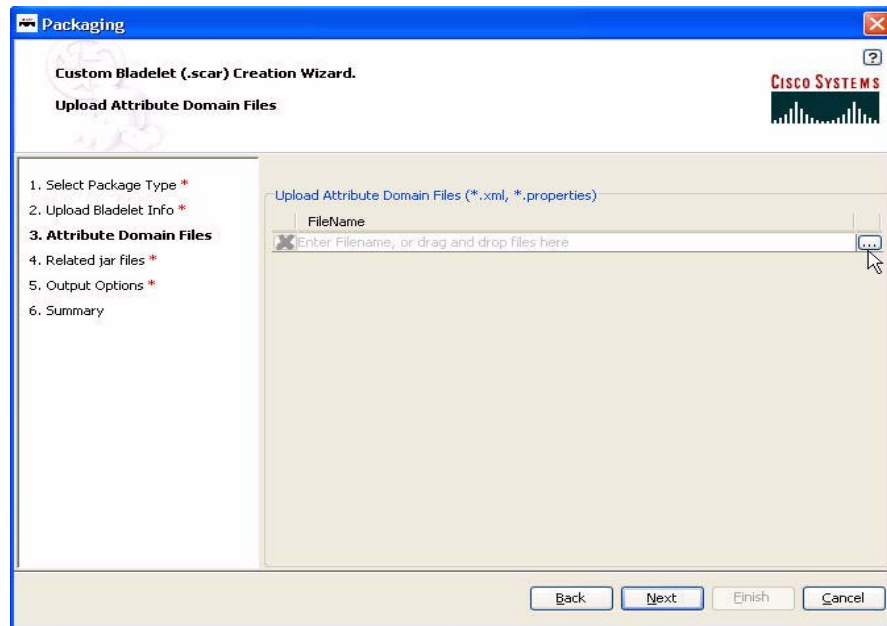 Packaging
Custom Bladelet (.scar) Creation Wizard.
Upload Attribute Domain Files
?
CISCO SYSTEMS
1. Select Package Type *
2. Upload Bladelet Info *
3. Attribute Domain Files
4. Related jar files *
5. Output Options *
6. Summary
Upload Attribute Domain Files (*.xml, *.properties)
FileName
Enter Filename, or drag and drop files here
...
Back Next Finish Cancel